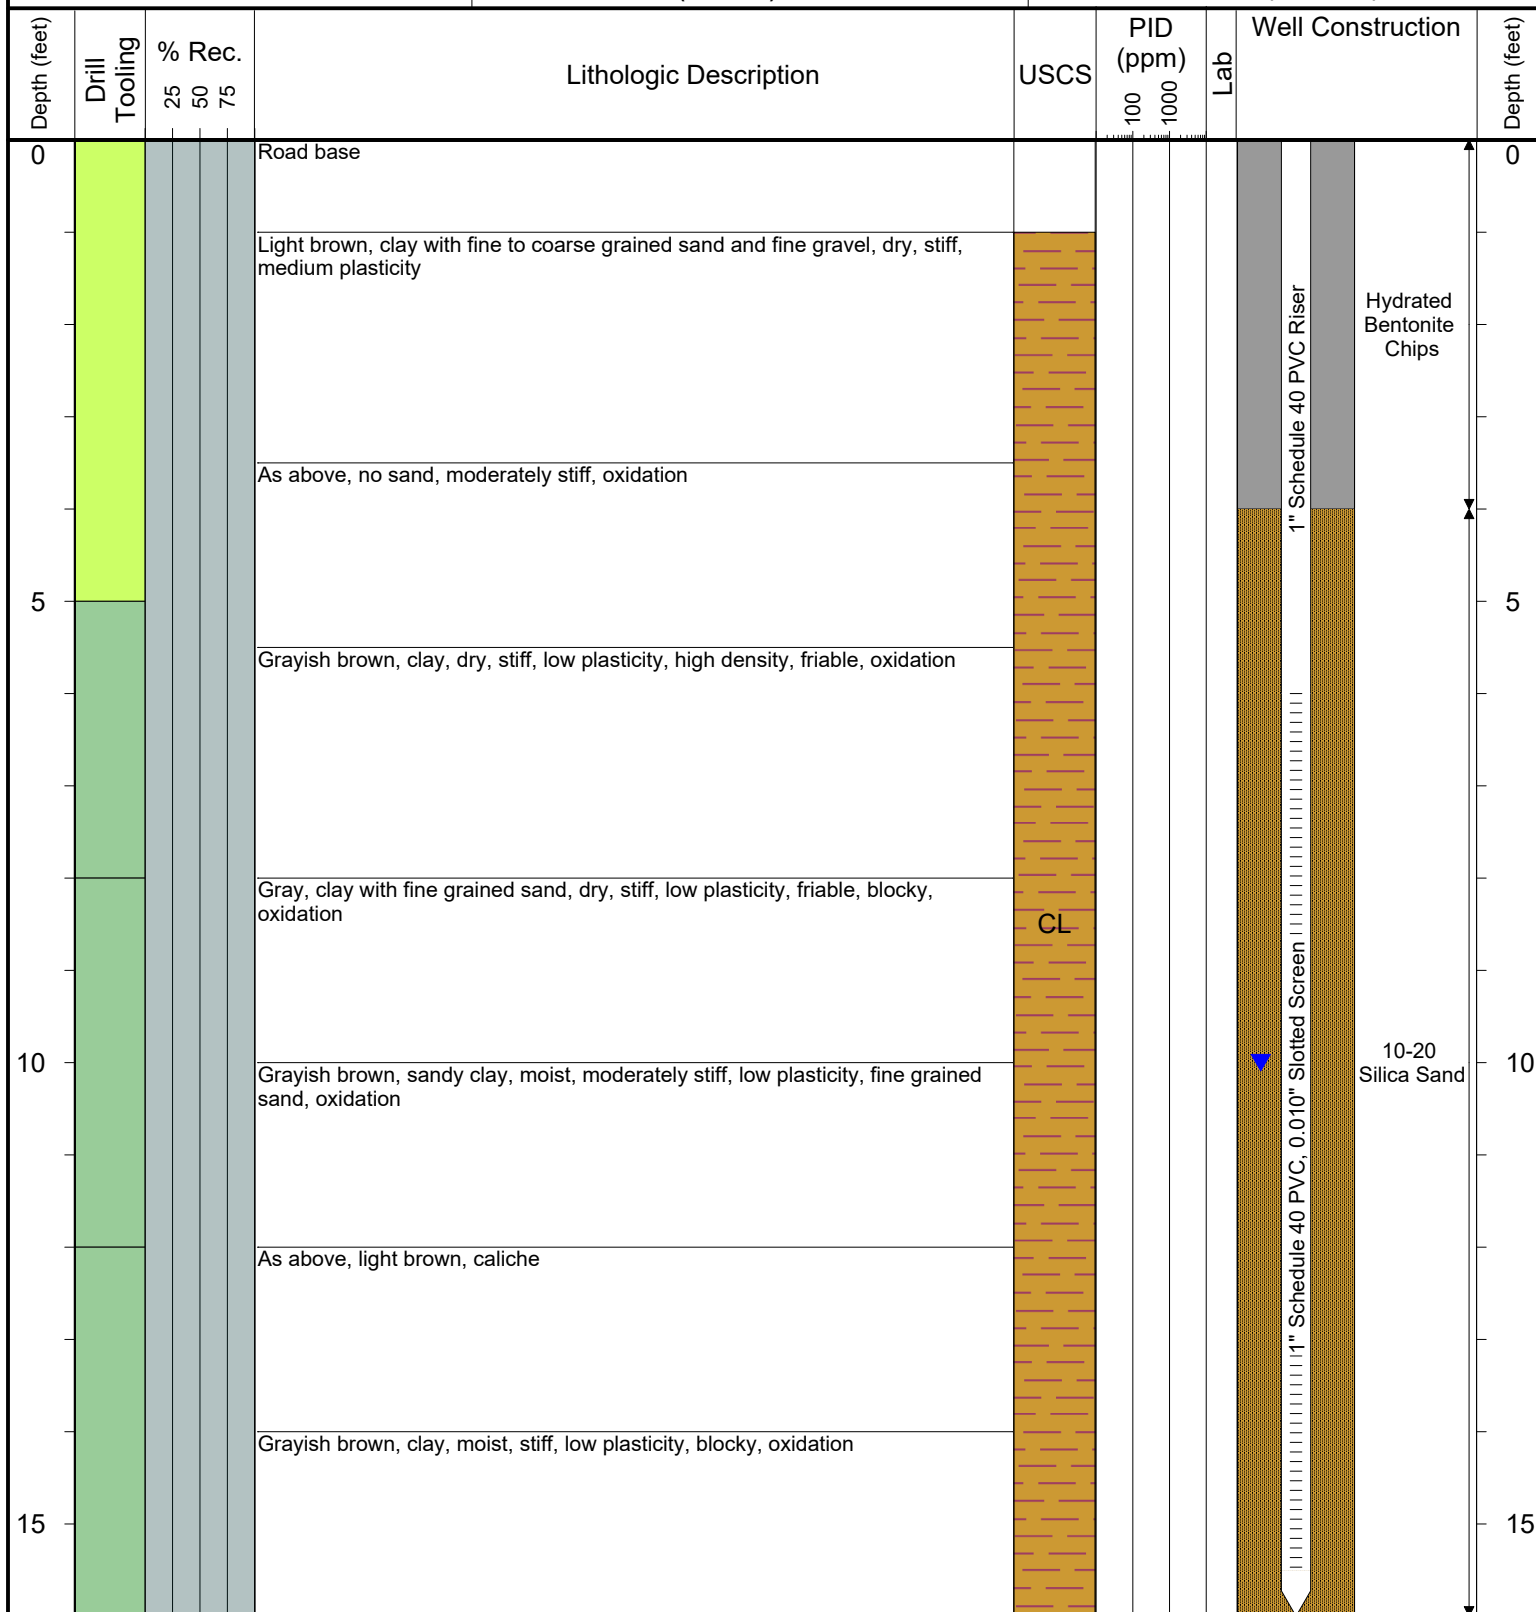 Depth (feet)
Drill
Tooling
% Rec.
25
50
75
Lithologic Description
USCS
PID
(ppm)
100
1000
Lab
Well Construction
Depth (feet)
0
Road base
0
Light brown, clay with fine to coarse grained sand and fine gravel, dry, stiff,
medium plasticity
1" Schedule 40 PVC Riser
Hydrated
Bentonite
Chips
As above, no sand, moderately stiff, oxidation
5
5
Grayish brown, clay, dry, stiff, low plasticity, high density, friable, oxidation
Gray, clay with fine grained sand, dry, stiff, low plasticity, friable, blocky,
oxidation
CL
1" Schedule 40 PVC, 0.010" Slotted Screen
10
10-20
Silica Sand
10
Grayish brown, sandy clay, moist, moderately stiff, low plasticity, fine grained
sand, oxidation
As above, light brown, caliche
Grayish brown, clay, moist, stiff, low plasticity, blocky, oxidation
15
15